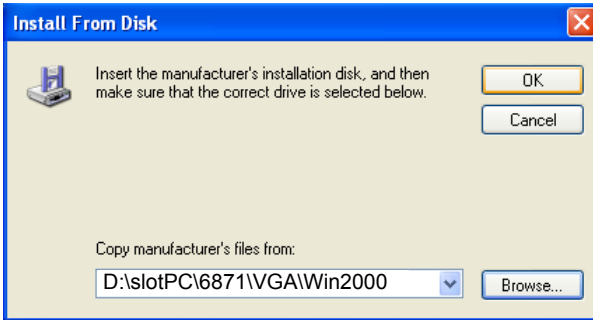 Install From Disk
Insert the manufacturer's installation disk, and then
make sure that the correct drive is selected below.
OK
Cancel
Copy manufacturer's files from:
D:\slotPC\6871\VGA\Win2000
Browse...